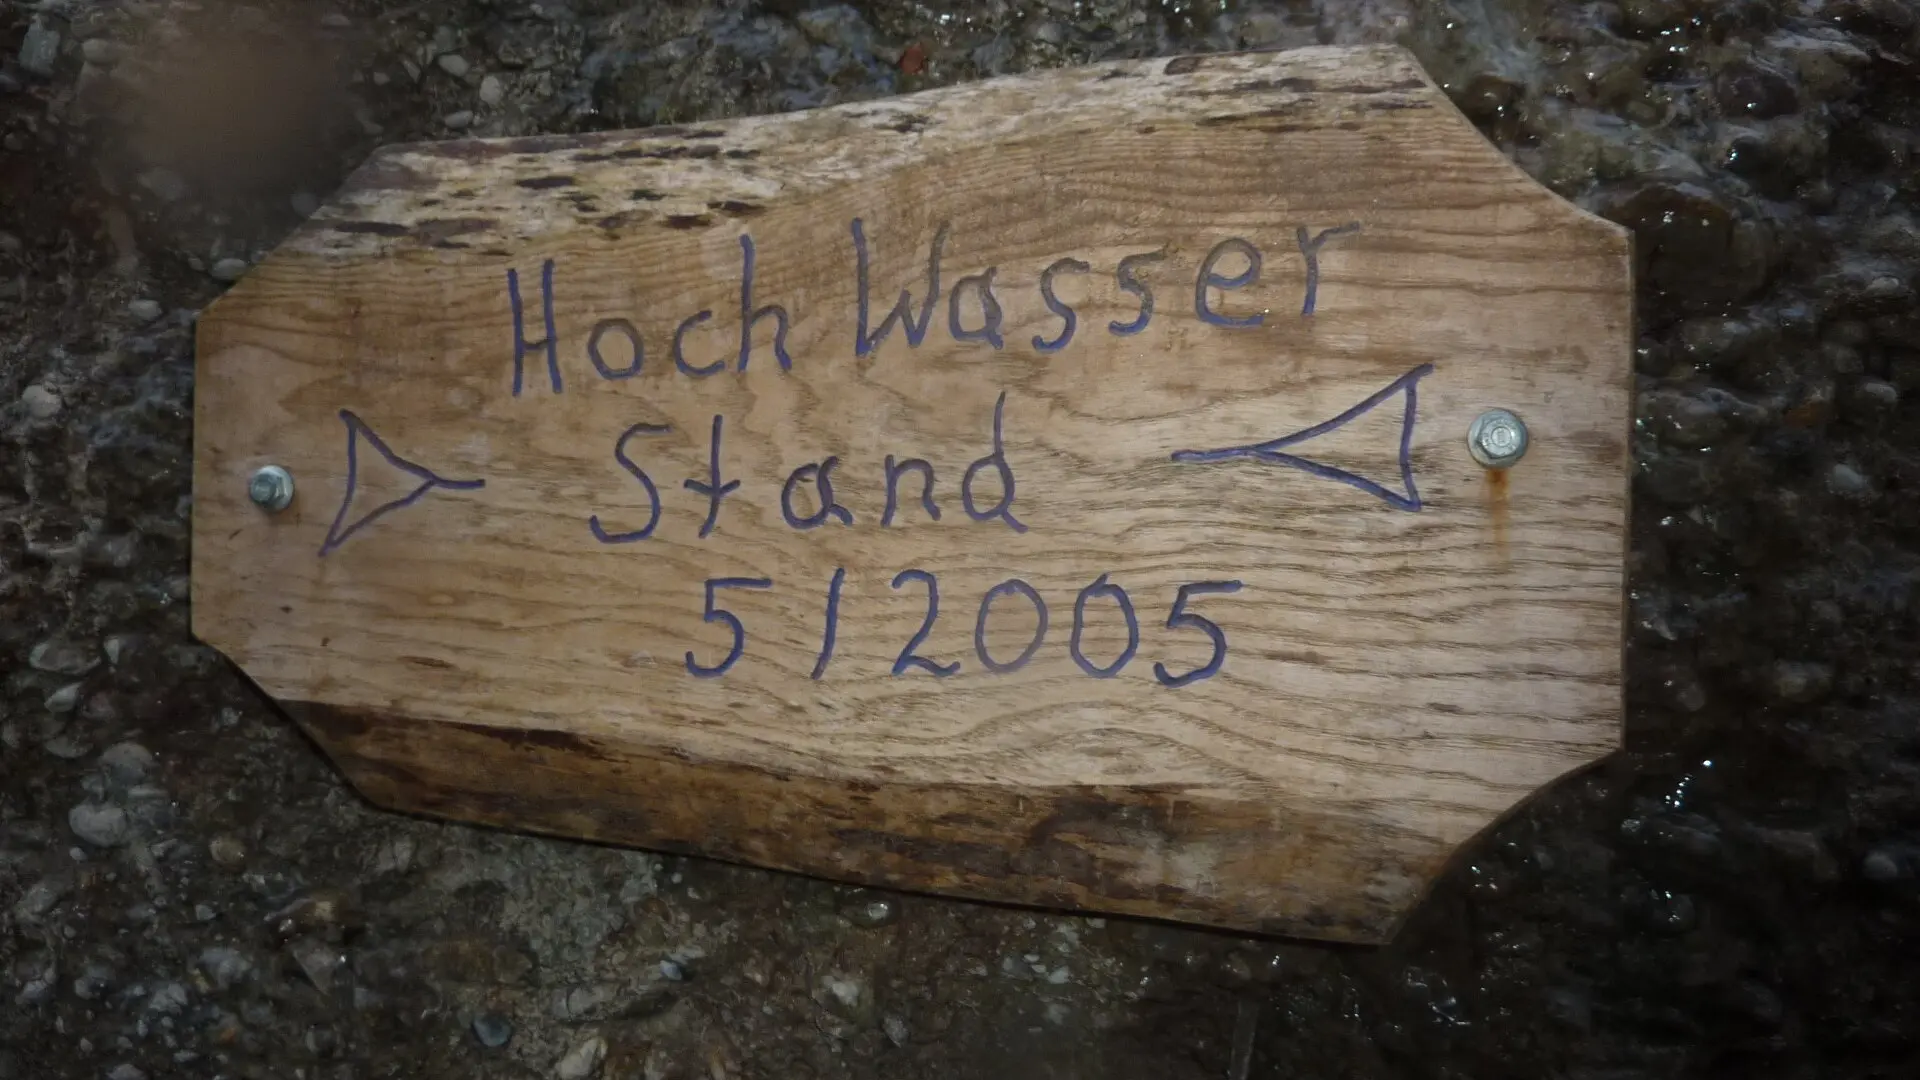 Hoch Wasser
Stand
5/2005